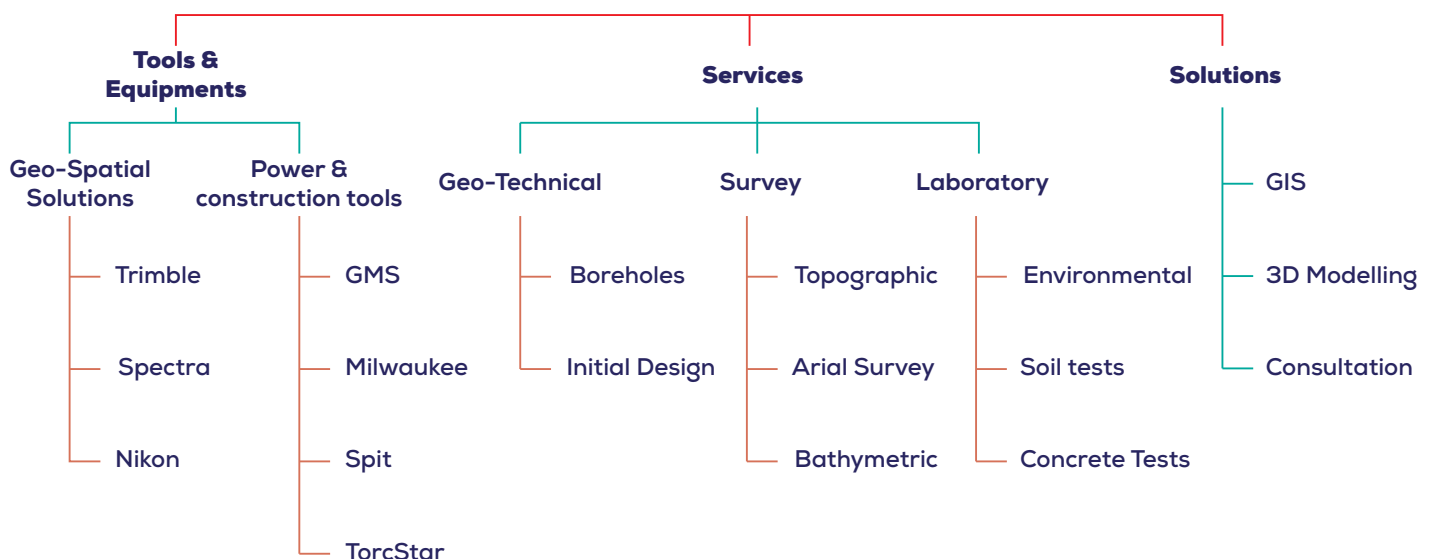 Tools &
Equipments
Services
Solutions
Geo-Spatial
Solutions
Power &
construction tools
Geo-Technical
Survey
Laboratory
GIS
Trimble
GMS
Boreholes
Topographic
Environmental
3D Modelling
Spectra
Milwaukee
Initial Design
Arial Survey
Soil tests
Consultation
Nikon
Spit
Bathymetric
Concrete Tests
TorcStar